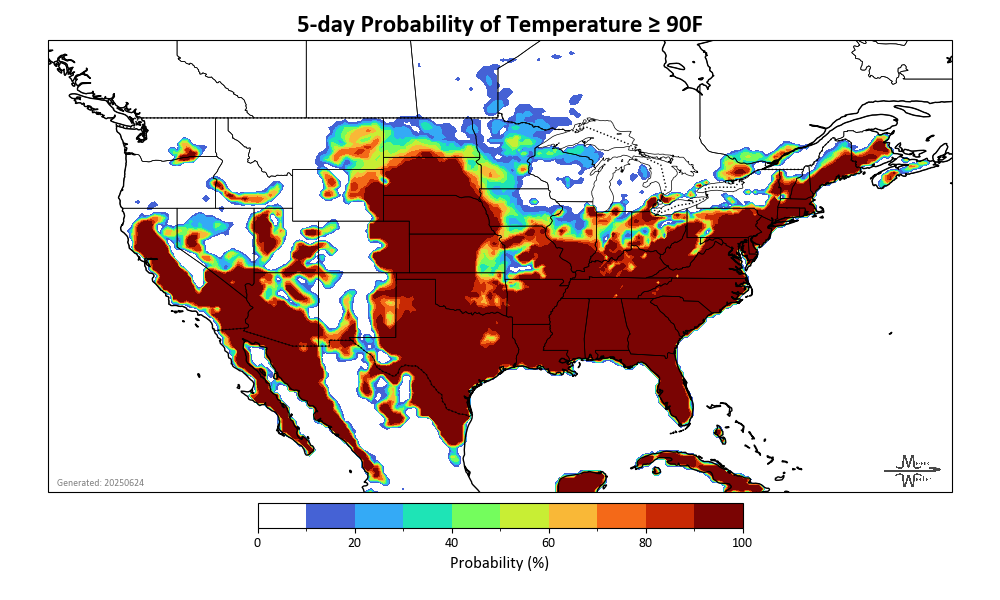 5-day Probability of Temperature ≥ 90F
Generated: 20250624
0 20 40 60 80 100
Probability (%)